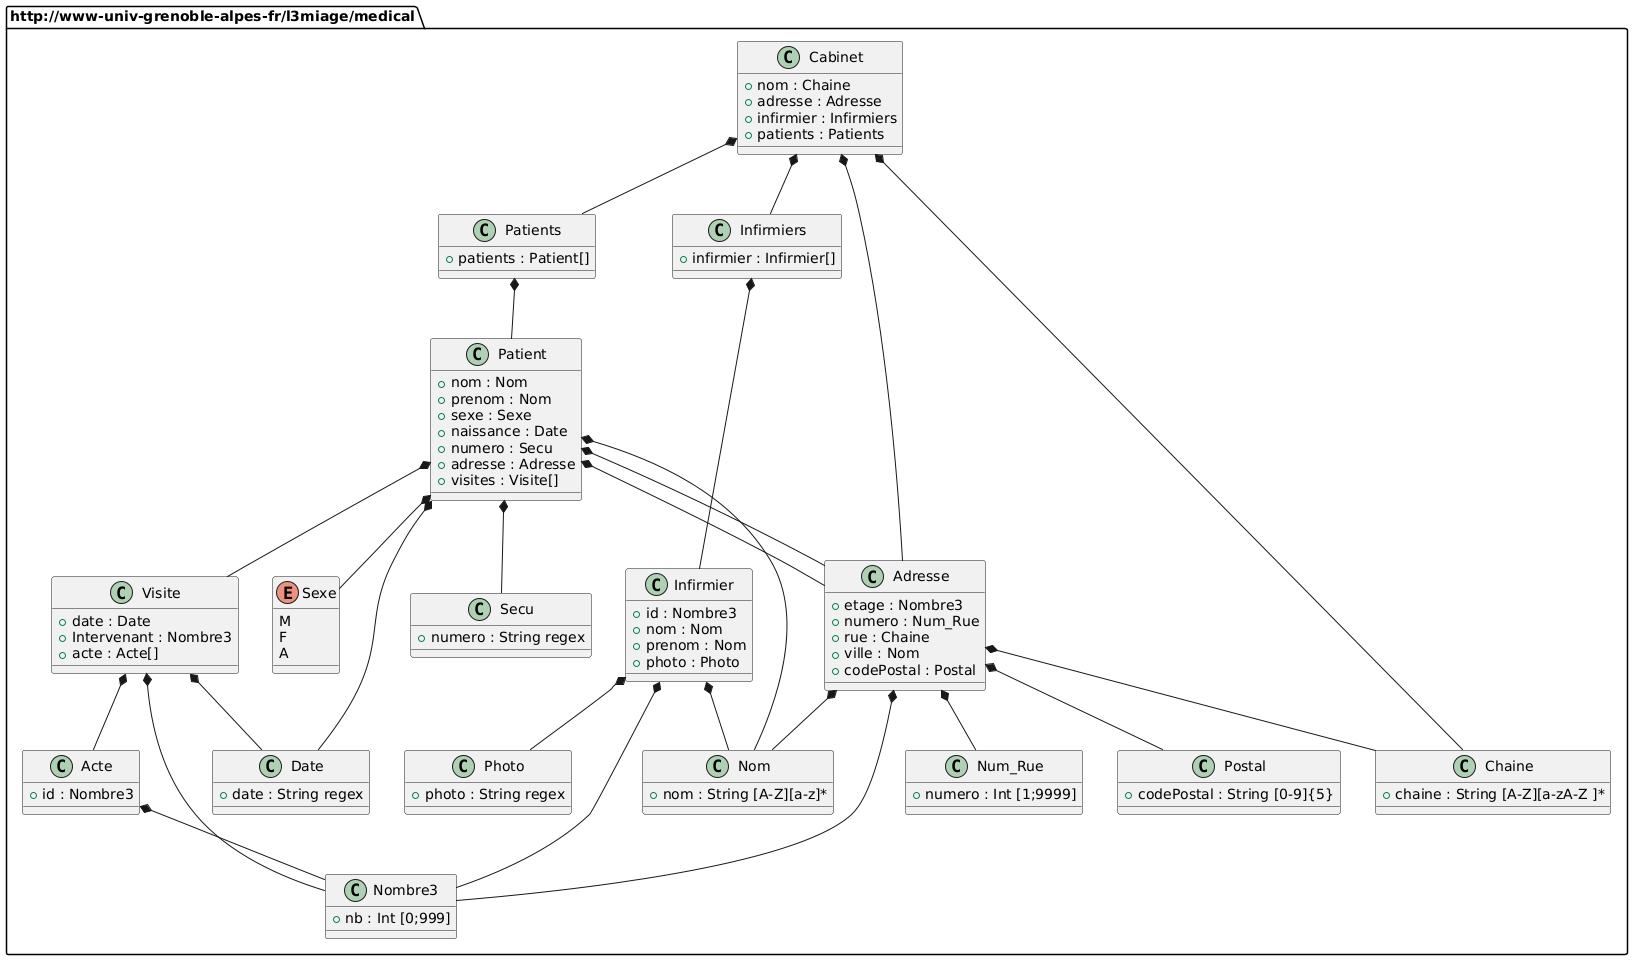 http://www-univ-grenoble-alpes-fr/l3miage/medical
C Cabinet
nom : Chaine
adresse : Adresse
infirmier : Infirmiers
patients : Patients
C Patients
patients : Patient[]
C Infirmiers
infirmier : Infirmier[]
C Patient
nom : Nom
prenom : Nom
sexe : Sexe
naissance : Date
numero : Secu
adresse : Adresse
visites : Visite[]
C Visite
date : Date
Intervenant : Nombre3
acte : Acte[]
E Sexe
M
F
A
C Secu
numero : String regex
C Infirmier
id : Nombre3
nom : Nom
prenom : Nom
photo : Photo
C Adresse
etage : Nombre3
numero : Num_Rue
rue : Chaine
ville : Nom
codePostal : Postal
C Acte
id : Nombre3
C Date
date : String regex
C Photo
photo : String regex
C Nom
nom : String [A-Z][a-z]*
C Num_Rue
numero : Int [1;9999]
C Postal
codePostal : String [0-9]{5}
C Chaine
chaine : String [A-Z][a-zA-Z ]*
C Nombre3
nb : Int [0;999]